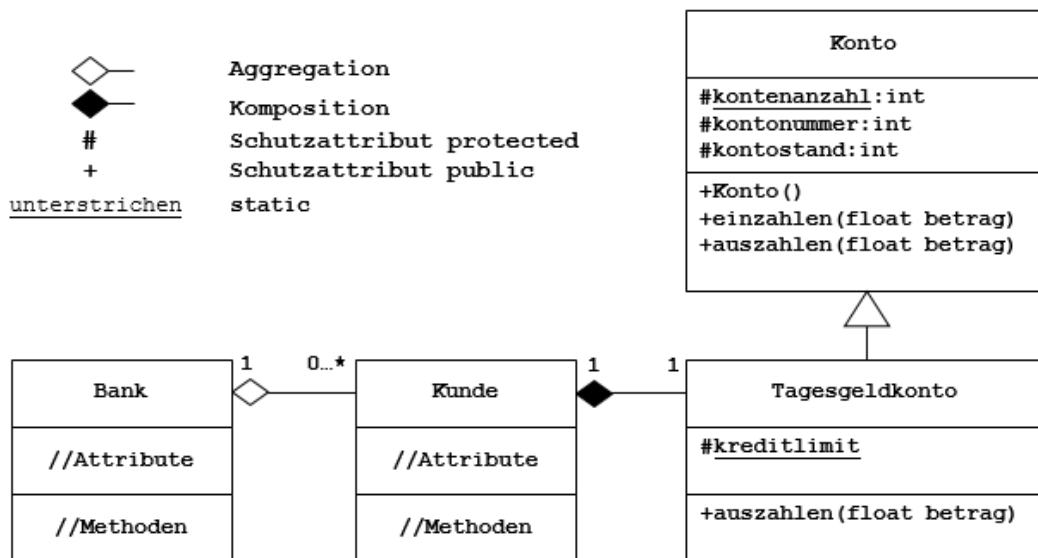 Aggregation
Komposition
# Schutzattribut protected
+ Schutzattribut public
unterstrichen static
Konto
#kontenanzahl:int
#kontonummer:int
#kontostand:int
+Konto()
+einzahlen(float betrag)
+auszahlen(float betrag)
1 0…* 1 1
Bank
//Attribute
//Methoden
Kunde
//Attribute
//Methoden
Tagesgeldkonto
#kreditlimit
+auszahlen(float betrag)